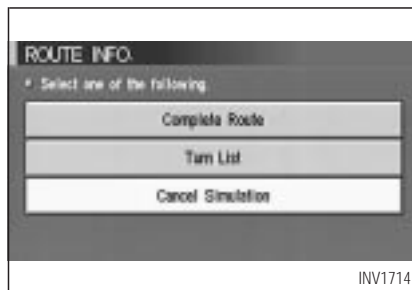 ROUTE INFO.
• Select one of the following
Complete Route
Turn List
Cancel Simulation
INV1714